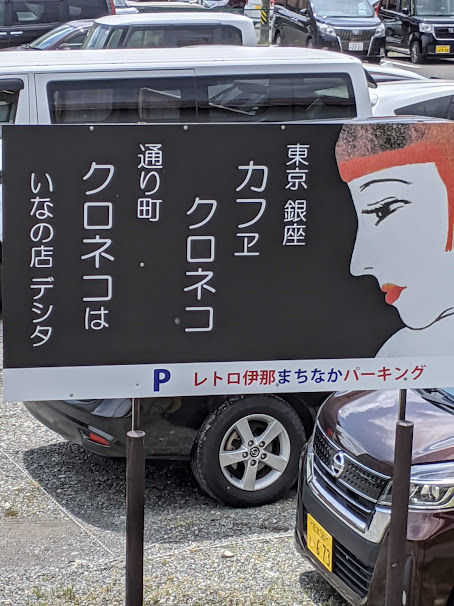 東京 銀座
カフヱ
クロネコ
通り町
クロネコは
いなの店 デシタ
P レトロ伊那まちなかパーキング
673